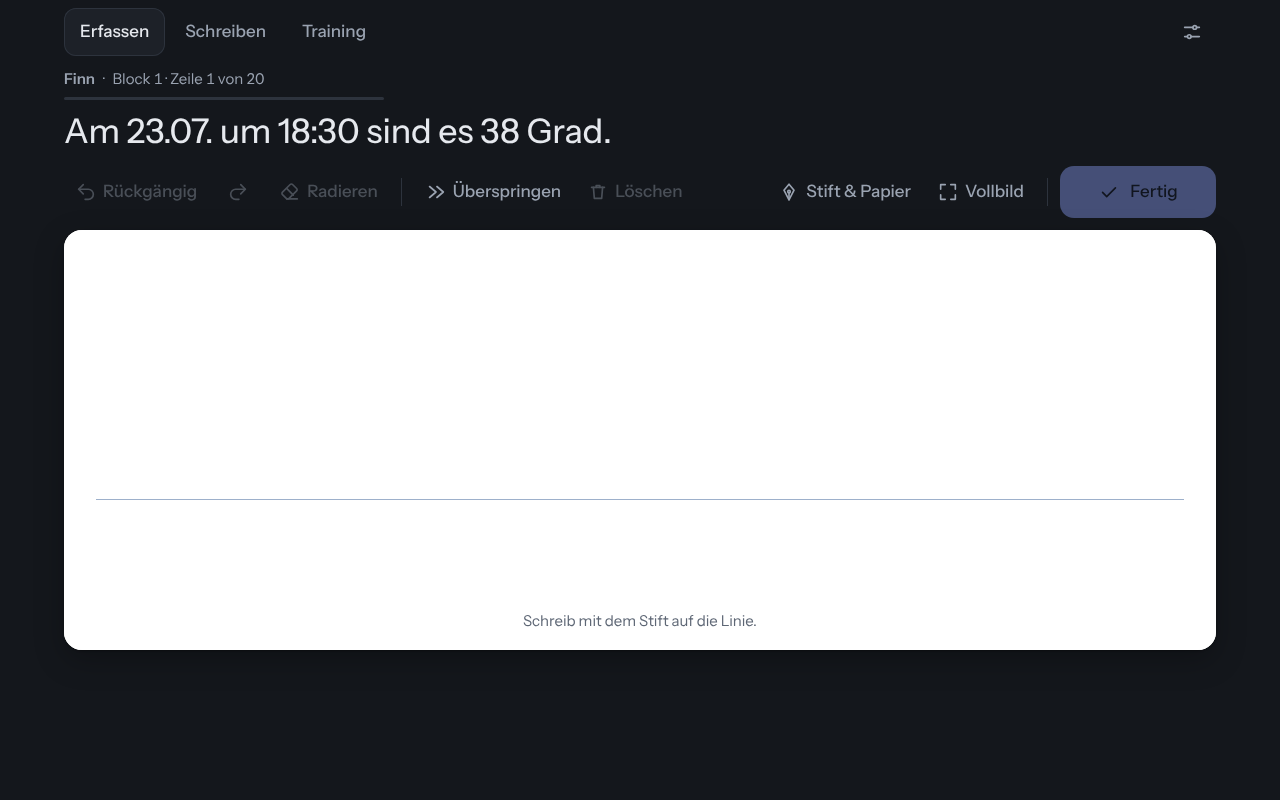 Erfassen Schreiben Training
Finn · Block 1 · Zeile 1 von 20
Am 23.07. um 18:30 sind es 38 Grad.
Rückgängig Radieren Überspringen Löschen Stift & Papier Vollbild Fertig
Schreib mit dem Stift auf die Linie.